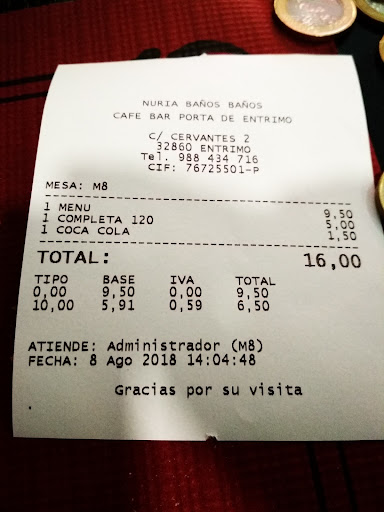 NURIA BAÑOS BAÑOS
CAFE BAR PORTA DE ENTRIMO
C/ CERVANTES 2
32860 ENTRIMO
Tel. 988 434 716
CIF: 76725501-P
MESA: M8
1 MENU 9,50
1 COMPLETA 120 5,00
1 COCA COLA 1,50
TOTAL: 16,00
TIPO BASE IVA TOTAL
0,00 9,50 0,00 9,50
10,00 5,91 0,59 6,50
ATIENDE: Administrador (M8)
FECHA: 8 Ago 2018 14:04:48
Gracias por su visita
.